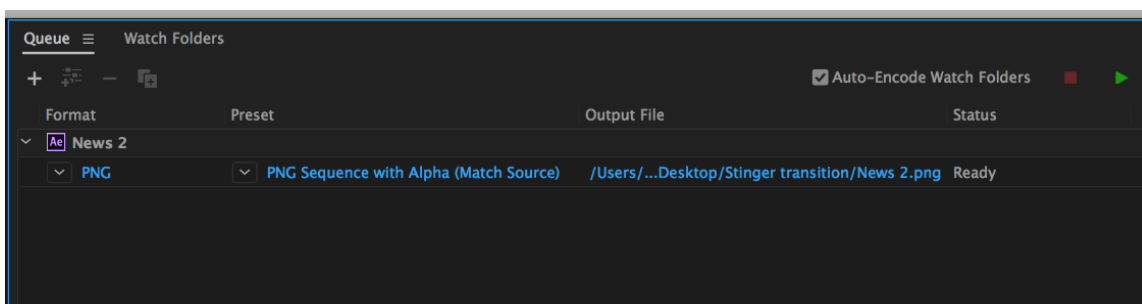 Queue Watch Folders
Auto-Encode Watch Folders
Format Preset Output File Status
Ae News 2
PNG PNG Sequence with Alpha (Match Source) /Users/...Desktop/Stinger transition/News 2.png Ready